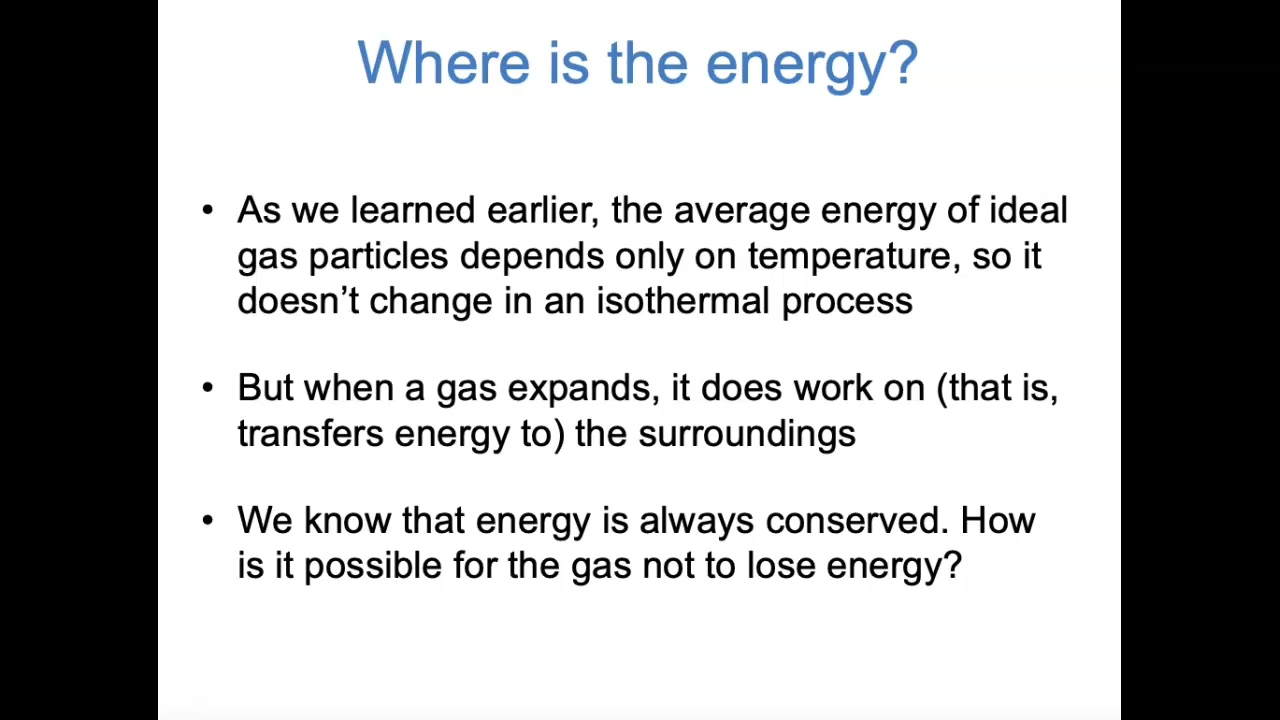 Where is the energy?
• As we learned earlier, the average energy of ideal
gas particles depends only on temperature, so it
doesn’t change in an isothermal process
• But when a gas expands, it does work on (that is,
transfers energy to) the surroundings
• We know that energy is always conserved. How
is it possible for the gas not to lose energy?